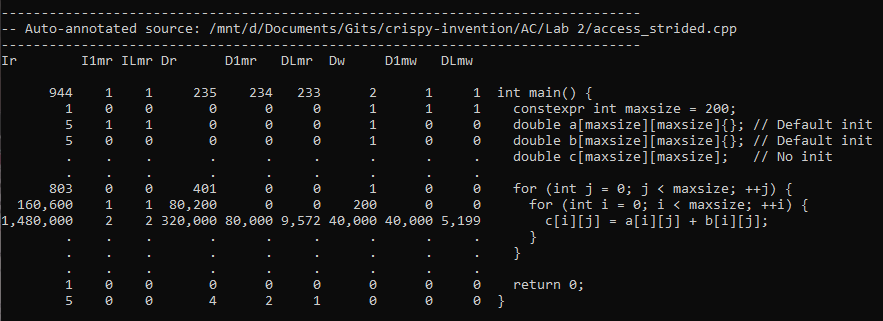 --------------------------------------------------------------------------------
-- Auto-annotated source: /mnt/d/Documents/Gits/crispy-invention/AC/Lab 2/access_strided.cpp
--------------------------------------------------------------------------------
Ir I1mr ILmr Dr D1mr DLmr Dw D1mw DLmw
944 1 1 235 234 233 2 1 1 int main() {
1 0 0 0 0 0 1 1 1 constexpr int maxsize = 200;
5 1 1 0 0 0 1 0 0 double a[maxsize][maxsize]{}; // Default init
5 0 0 0 0 0 1 0 0 double b[maxsize][maxsize]{}; // Default init
. . . . . . . . . double c[maxsize][maxsize]; // No init
. . . . . . . . .
803 0 0 401 0 0 1 0 0 for (int j = 0; j < maxsize; ++j) {
160,600 1 1 80,200 0 0 200 0 0 for (int i = 0; i < maxsize; ++i) {
1,480,000 2 2 320,000 80,000 9,572 40,000 40,000 5,199 c[i][j] = a[i][j] + b[i][j];
. . . . . . . . . }
. . . . . . . . . }
. . . . . . . . .
1 0 0 0 0 0 0 0 0 return 0;
5 0 0 4 2 1 0 0 0 }